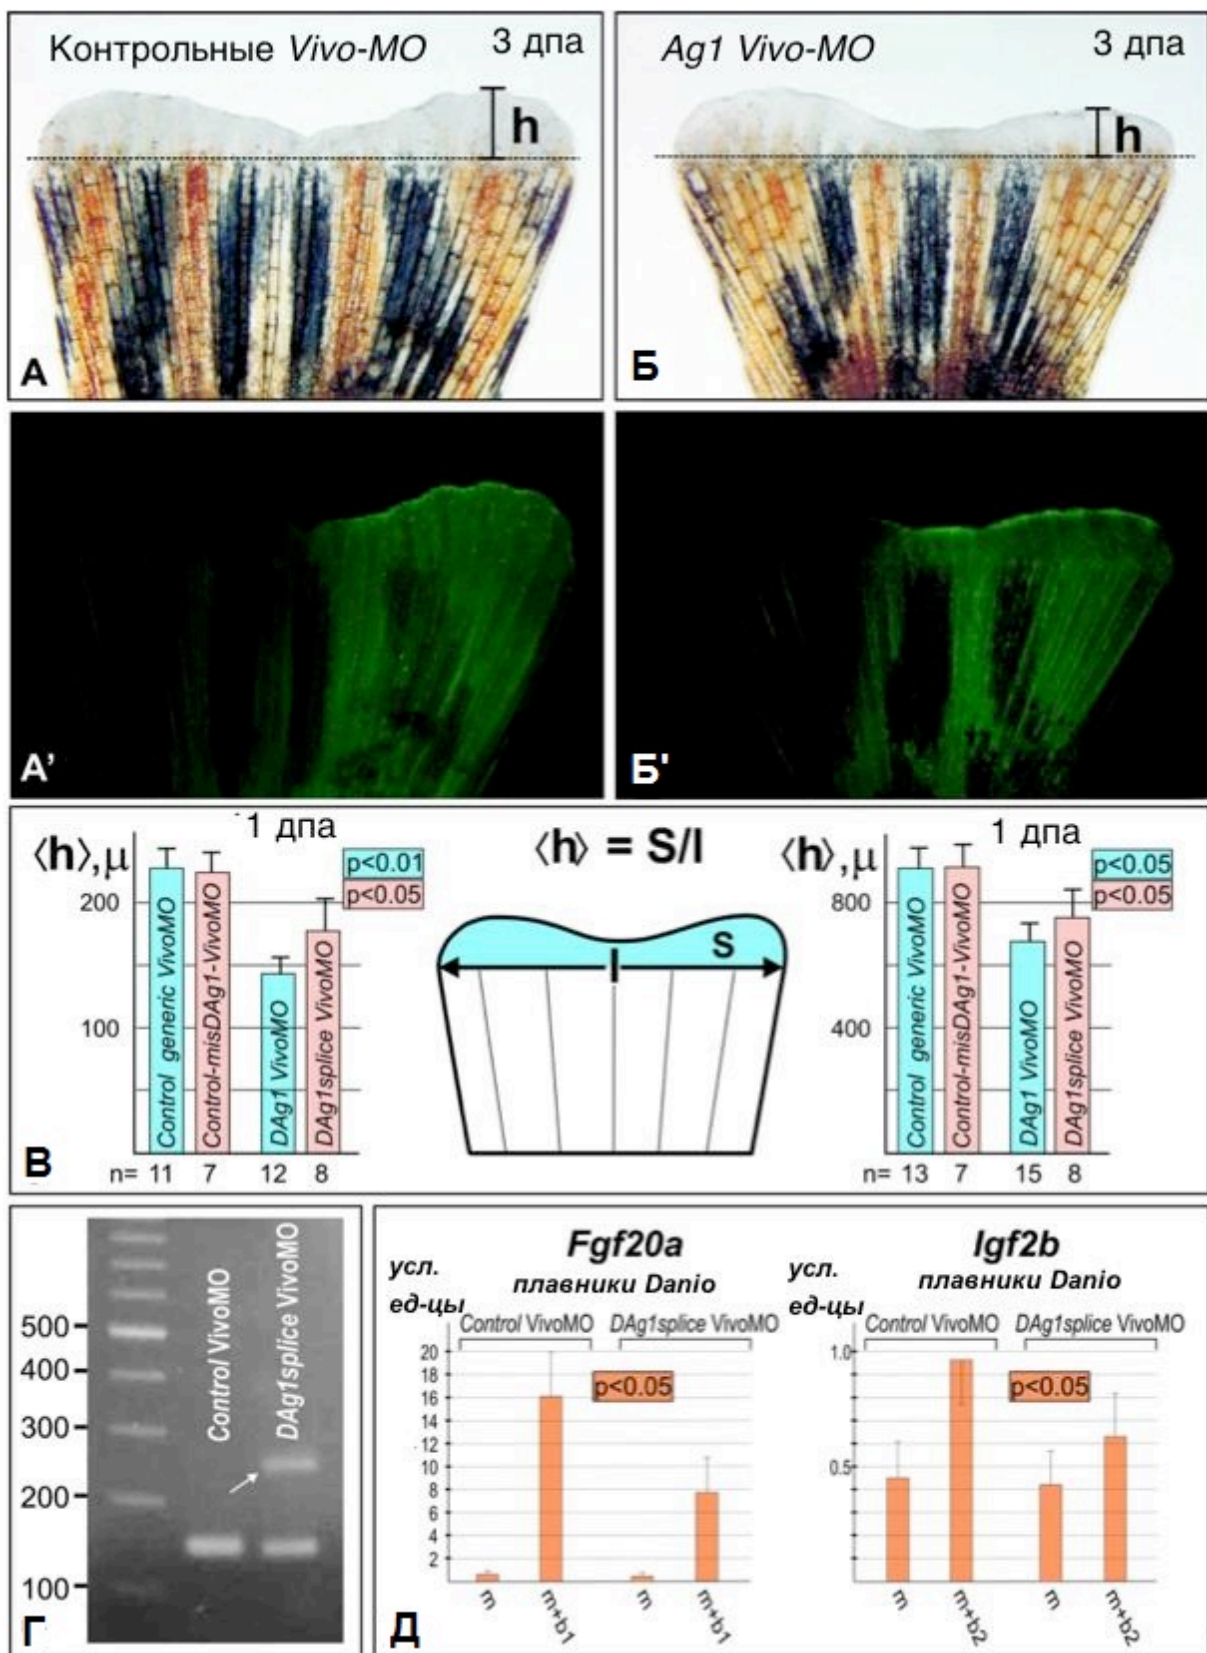 Контрольные Vivo-MO 3 дпа
h
А
Ag1 Vivo-MO 3 дпа
h
Б
А’
Б'
1 дпа
⟨h⟩,μ
p<0.01
p<0.05
200
100
Control generic VivoMO
Control-misDAg1-VivoMO
DAg1 VivoMO
DAg1splice VivoMO
n= 11 7 12 8
В
⟨h⟩ = S/l
S
l
1 дпа
⟨h⟩,μ
p<0.05
p<0.05
800
400
Control generic VivoMO
Control-misDAg1-VivoMO
DAg1 VivoMO
DAg1splice VivoMO
n= 13 7 15 8
Control VivoMO
DAg1splice VivoMO
500
400
300
200
100
Г
Fgf20a
усл.
ед-цы
плавники Danio
Control VivoMO DAg1splice VivoMO
20
18
16
14
12
10
8
6
4
2
p<0.05
m m+b1 m m+b1
Igf2b
усл.
ед-цы
плавники Danio
Control VivoMO DAg1splice VivoMO
1.0
0.5
p<0.05
m m+b2 m m+b2
Д